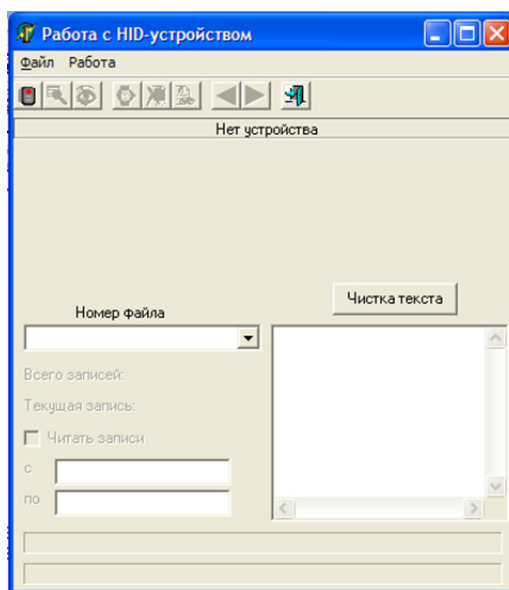 Работа с HID-устройством
Файл Работа
Нет устройства
Чистка текста
Номер файла
Всего записей:
Текущая запись:
Читать записи
с
по